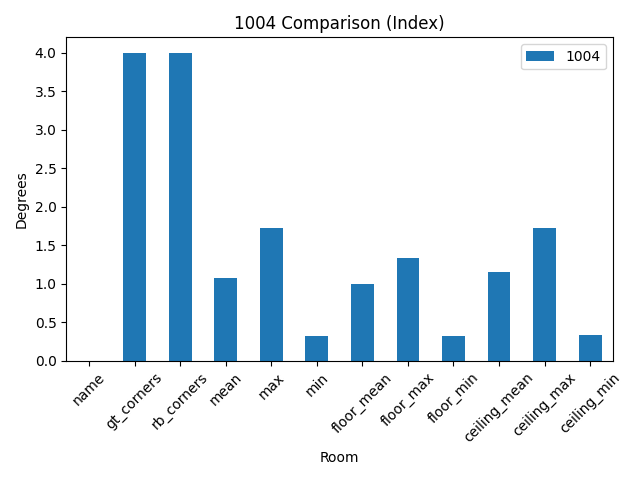 1004 Comparison (Index)
1004
Degrees
4.0
3.5
3.0
2.5
2.0
1.5
1.0
0.5
0.0
name
gt_corners
rb_corners
mean
max
min
floor_mean
floor_max
floor_min
ceiling_mean
ceiling_max
ceiling_min
Room